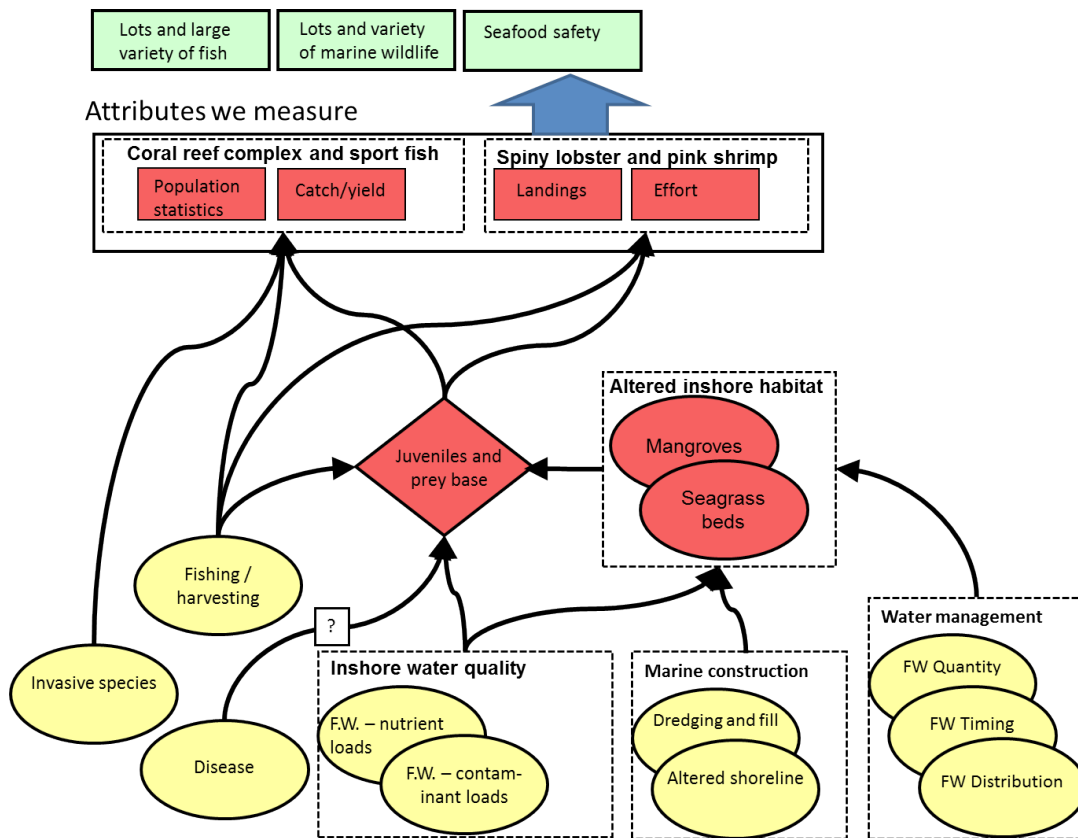 Lots and large
variety of fish
Lots and variety
of marine wildlife
Seafood safety
Attributes we measure
Coral reef complex and sport fish
Population
statistics
Catch/yield
Spiny lobster and pink shrimp
Landings
Effort
Altered inshore habitat
Mangroves
Seagrass
beds
Juveniles and
prey base
Fishing /
harvesting
?
Invasive species
Disease
Inshore water quality
F.W. – nutrient
loads
F.W. – contam-
inant loads
Marine construction
Dredging and fill
Altered shoreline
Water management
FW Quantity
FW Timing
FW Distribution